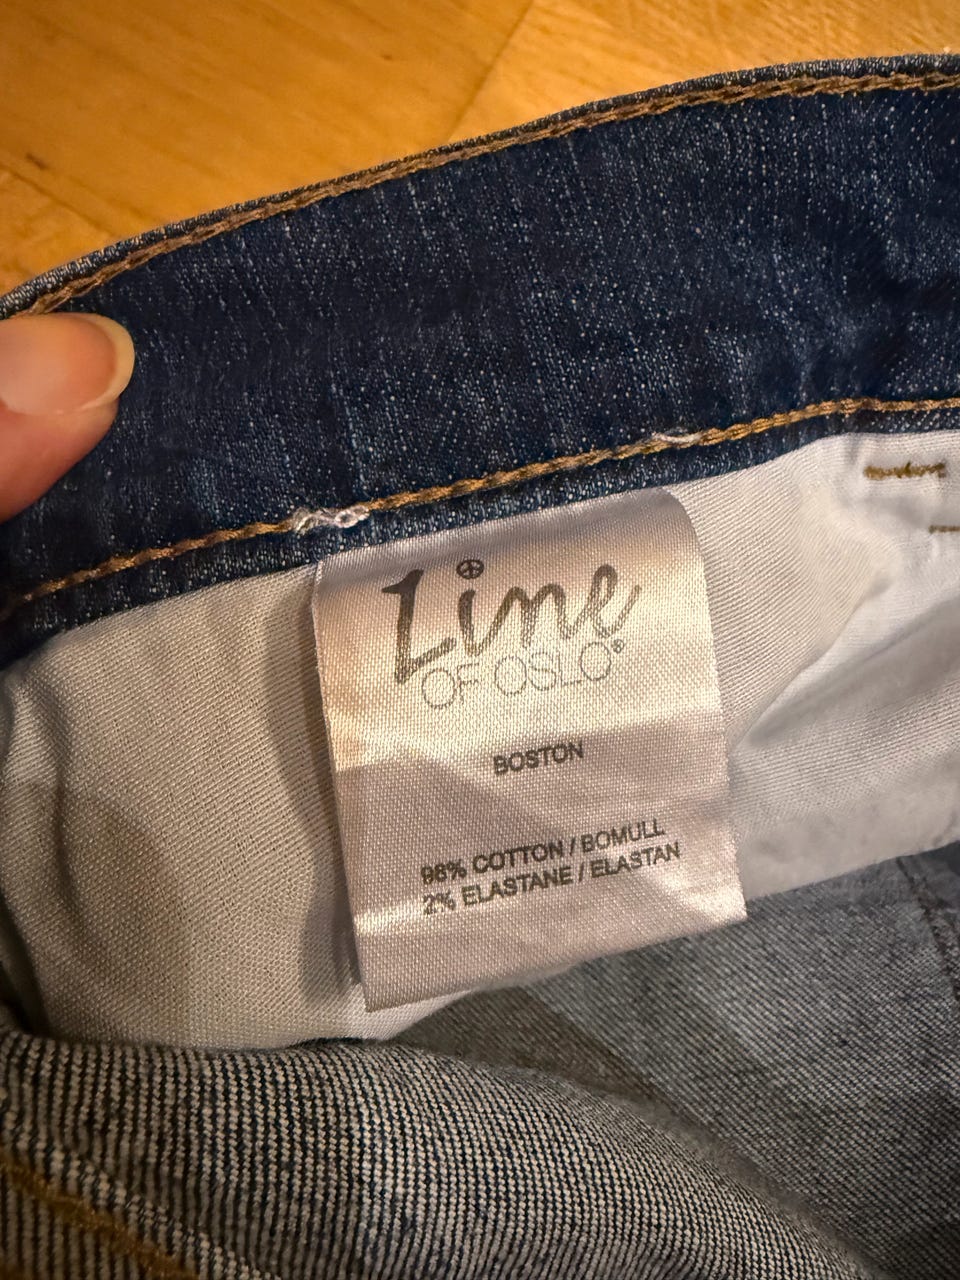 Line
OF OSLO®
BOSTON
98% COTTON / BOMULL
2% ELASTANE / ELASTAN